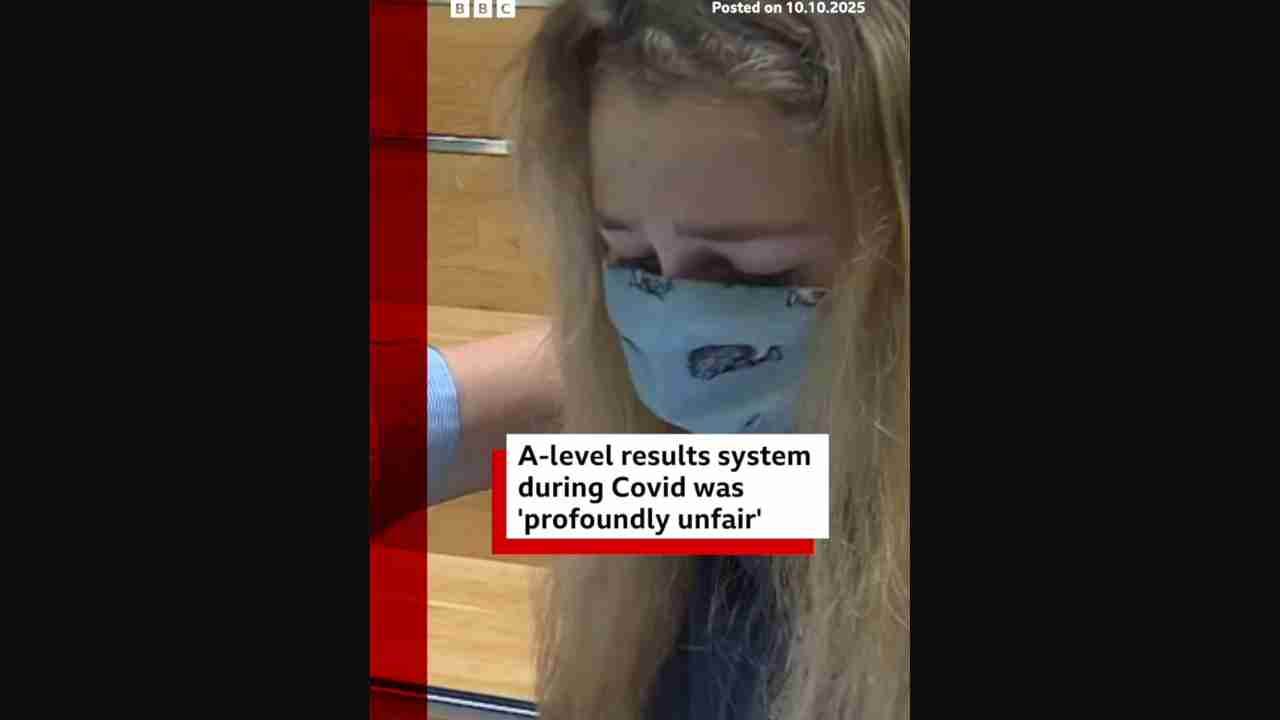 BBC
Posted on 10.10.2025
A-level results system
during Covid was
'profoundly unfair'